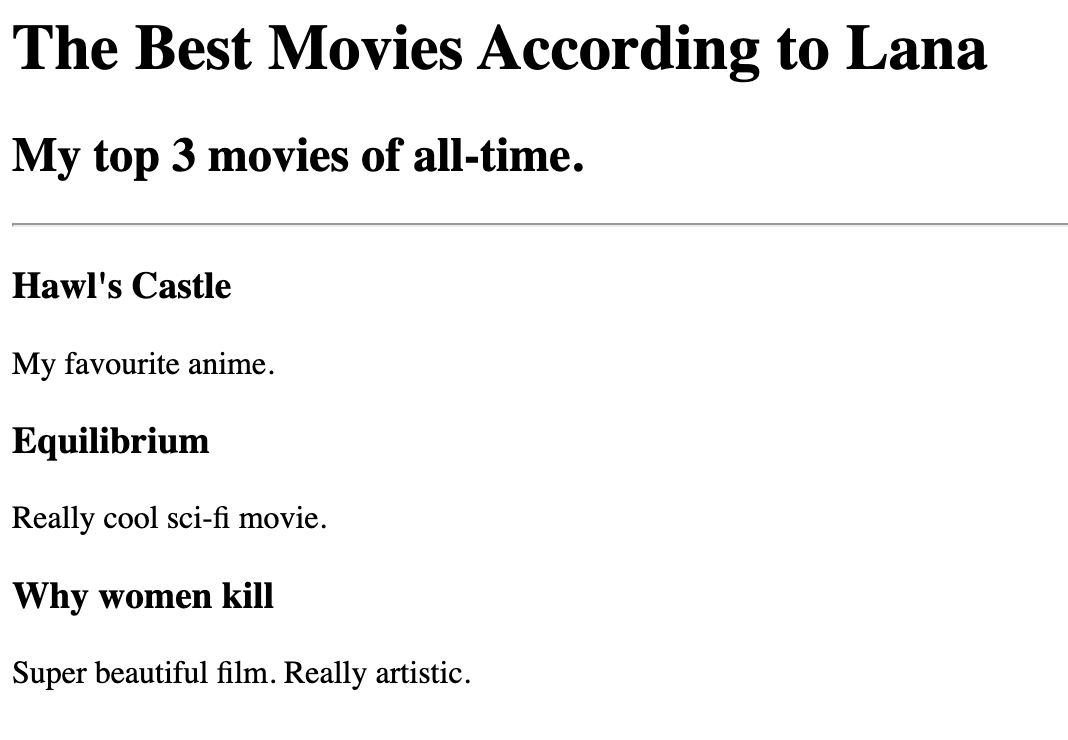 The Best Movies According to Lana
My top 3 movies of all-time.
Hawl's Castle
My favourite anime.
Equilibrium
Really cool sci-fi movie.
Why women kill
Super beautiful film. Really artistic.